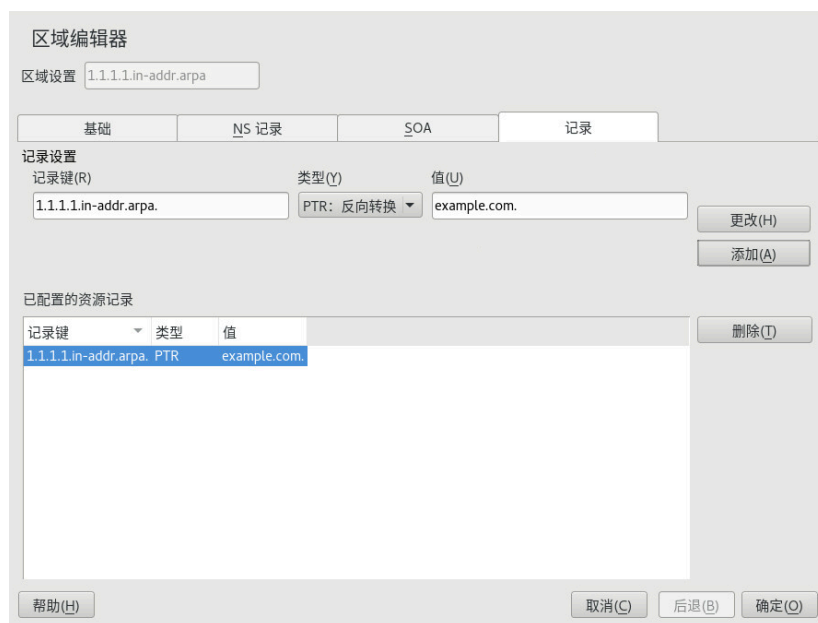 区域编辑器
区域设置 1.1.1.1.in-addr.arpa
基础 NS 记录 SOA 记录
记录设置
记录键(R) 类型(Y) 值(U)
1.1.1.1.in-addr.arpa. PTR：反向转换 example.com.
更改(H)
添加(A)
已配置的资源记录
记录键 类型 值 删除(T)
1.1.1.1.in-addr.arpa. PTR example.com.
帮助(H) 取消(C) 后退(B) 确定(O)